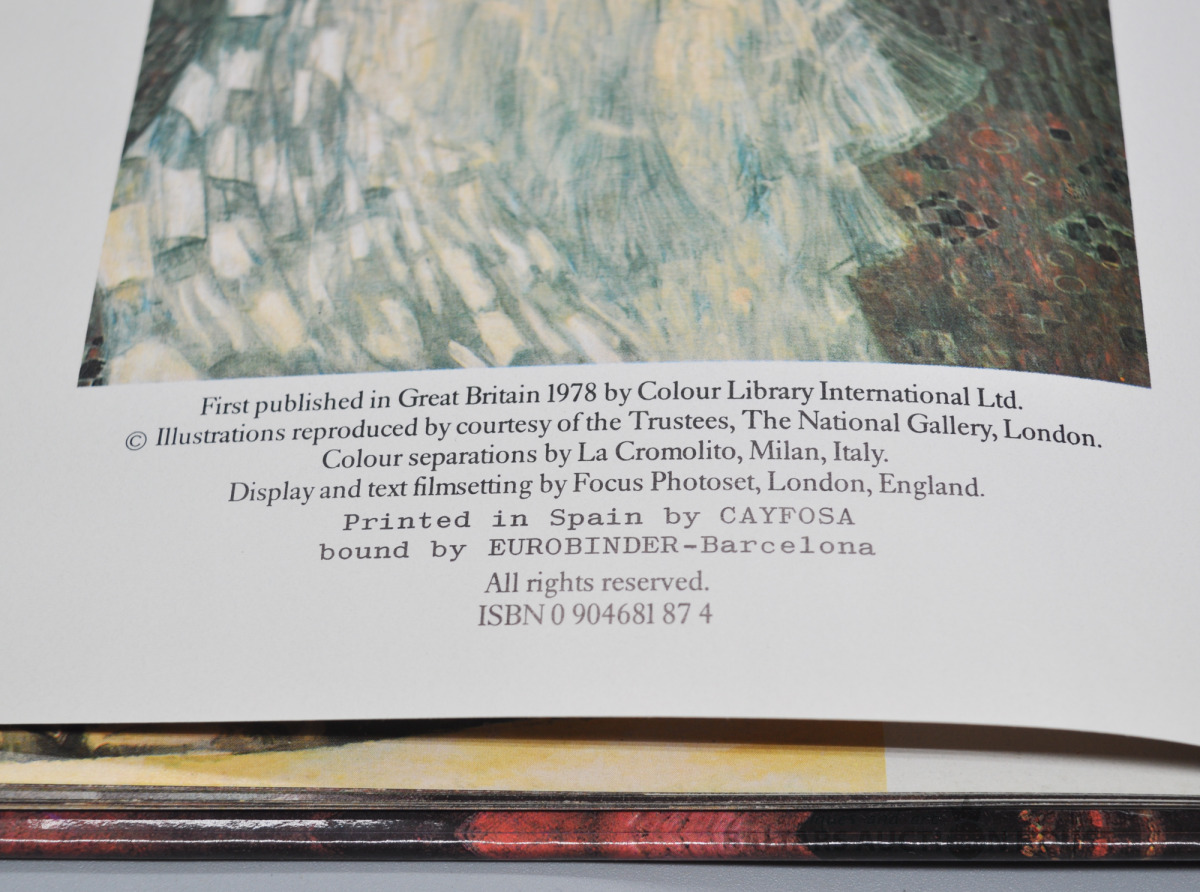 First published in Great Britain 1978 by Colour Library International Ltd.
© Illustrations reproduced by courtesy of the Trustees, The National Gallery, London.
Colour separations by La Cromolito, Milan, Italy.
Display and text filmsetting by Focus Photoset, London, England.
Printed in Spain by CAYFOSA
bound by EUROBINDER-Barcelona
All rights reserved.
ISBN 0 904681 87 4